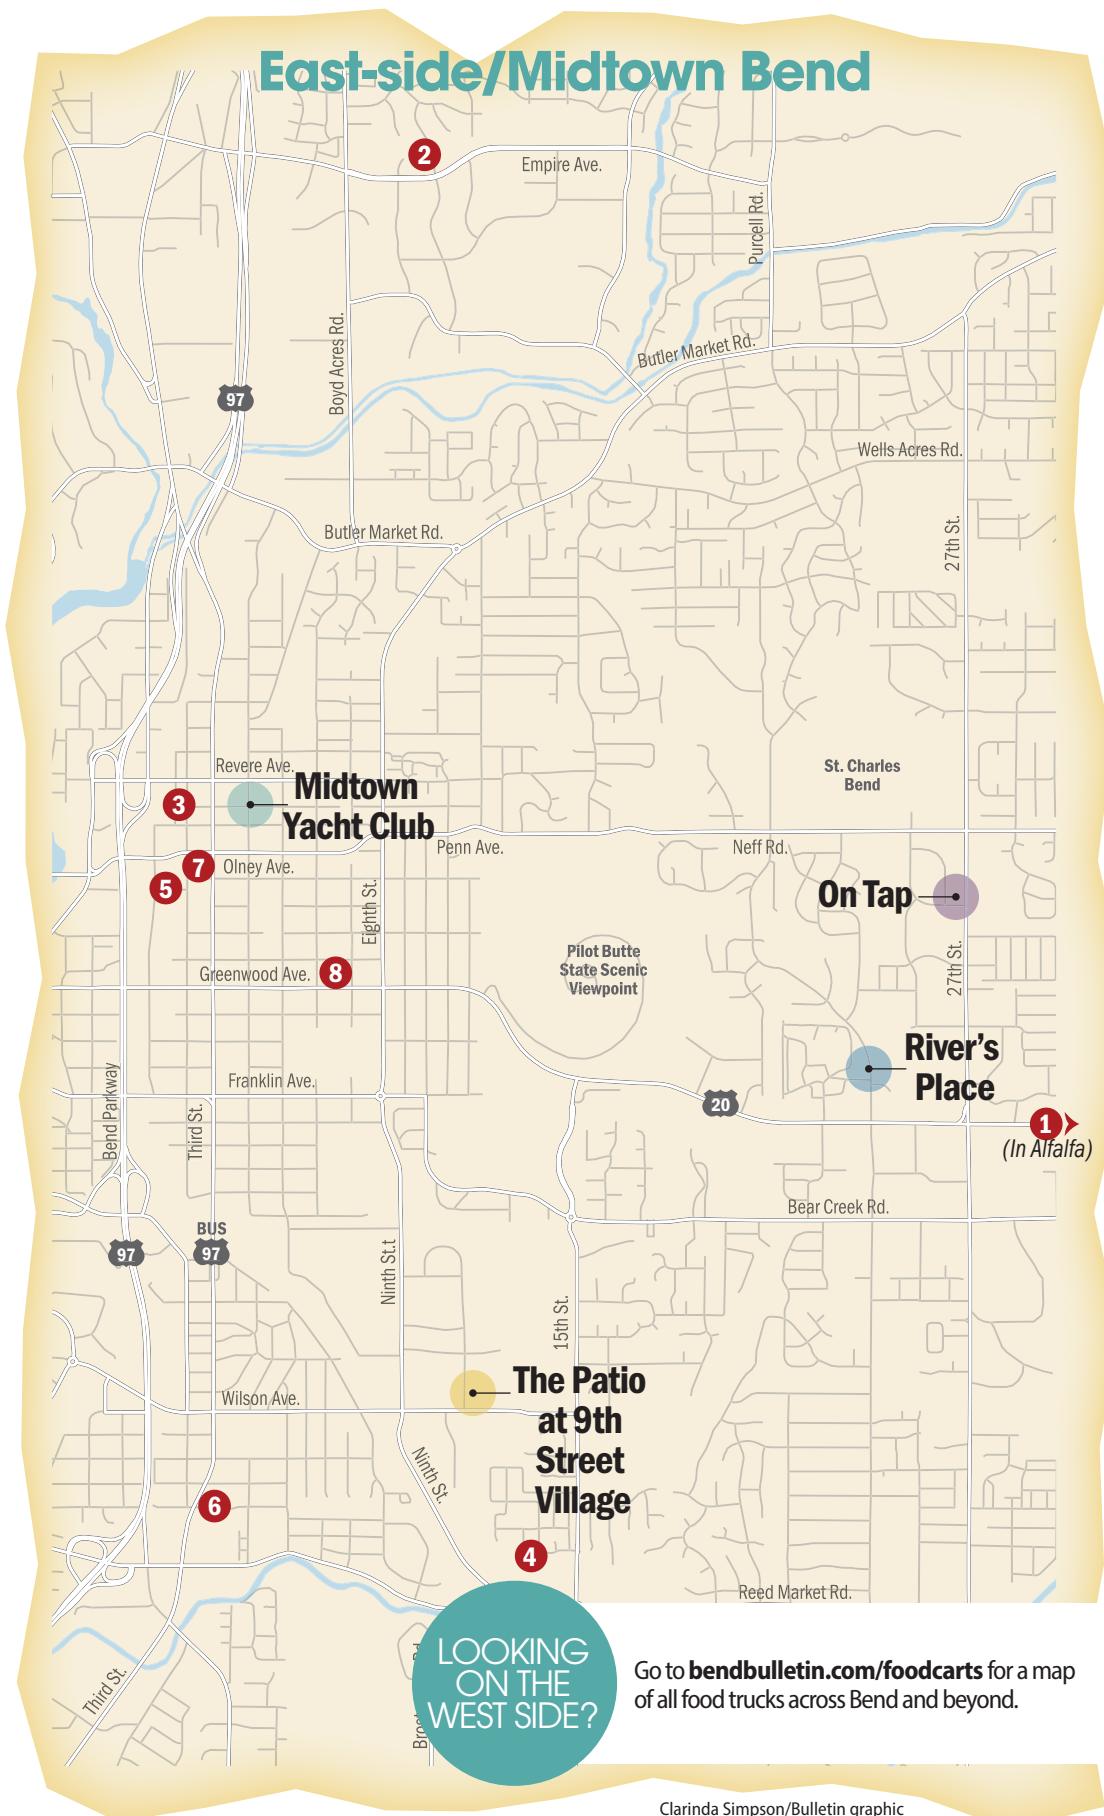 East-side/Midtown Bend
2
Empire Ave.
Purcell Rd.
Boyd Acres Rd.
Butler Market Rd.
97
Wells Acres Rd.
27th St.
Butler Market Rd.
Revere Ave.
St. Charles
Bend
3
Midtown
Yacht Club
Penn Ave.
Neff Rd.
7
Olney Ave.
5
On Tap
Eighth St.
Pilot Butte
State Scenic
Viewpoint
27th St.
Greenwood Ave.
8
River's
Place
Bend Parkway
Franklin Ave.
Third St.
20
1
(In Alfalfa)
Bear Creek Rd.
BUS
97
97
Ninth St.t
15th St.
The Patio
at 9th
Street
Village
Wilson Ave.
Ninth St.
6
4
Reed Market Rd.
Third St.
LOOKING
ON THE
WEST SIDE?
Go to bendbulletin.com/foodcarts for a map
of all food trucks across Bend and beyond.
Clarinda Simpson/Bulletin graphic